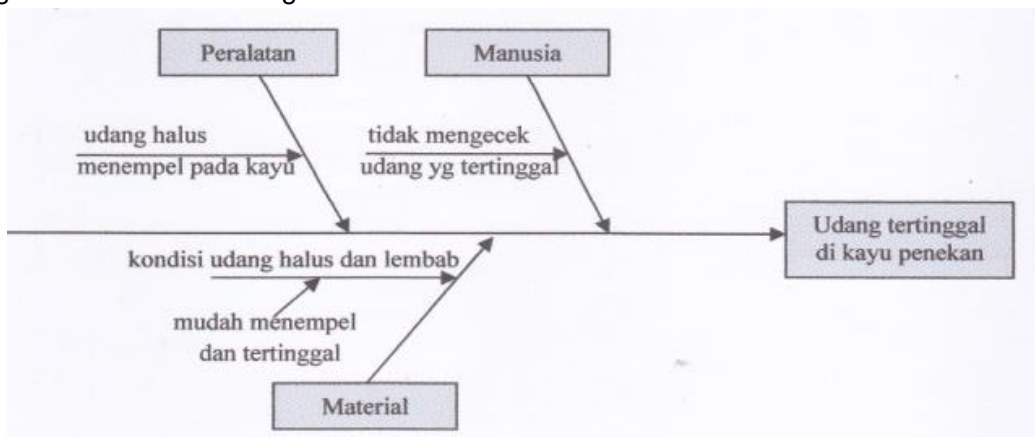 Peralatan
Manusia
udang halus
menempel pada kayu
tidak mengecek
udang yg tertinggal
Udang tertinggal
di kayu penekan
kondisi udang halus dan lembab
mudah menempel
dan tertinggal
Material